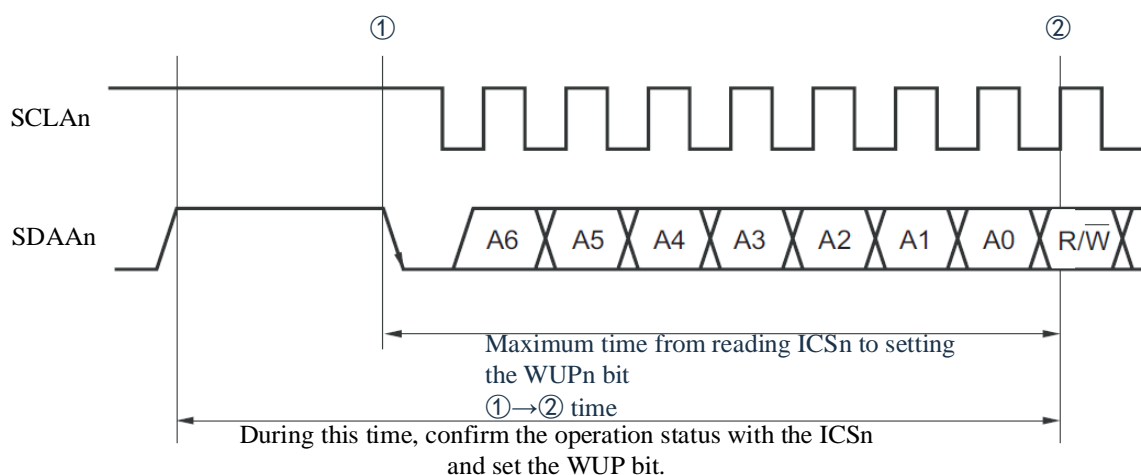 ① ②
SCLAn
SDAAn
A6 A5 A4 A3 A2 A1 A0 R/W̅
Maximum time from reading ICSn to setting
the WUPn bit
①→② time
During this time, confirm the operation status with the ICSn
and set the WUP bit.